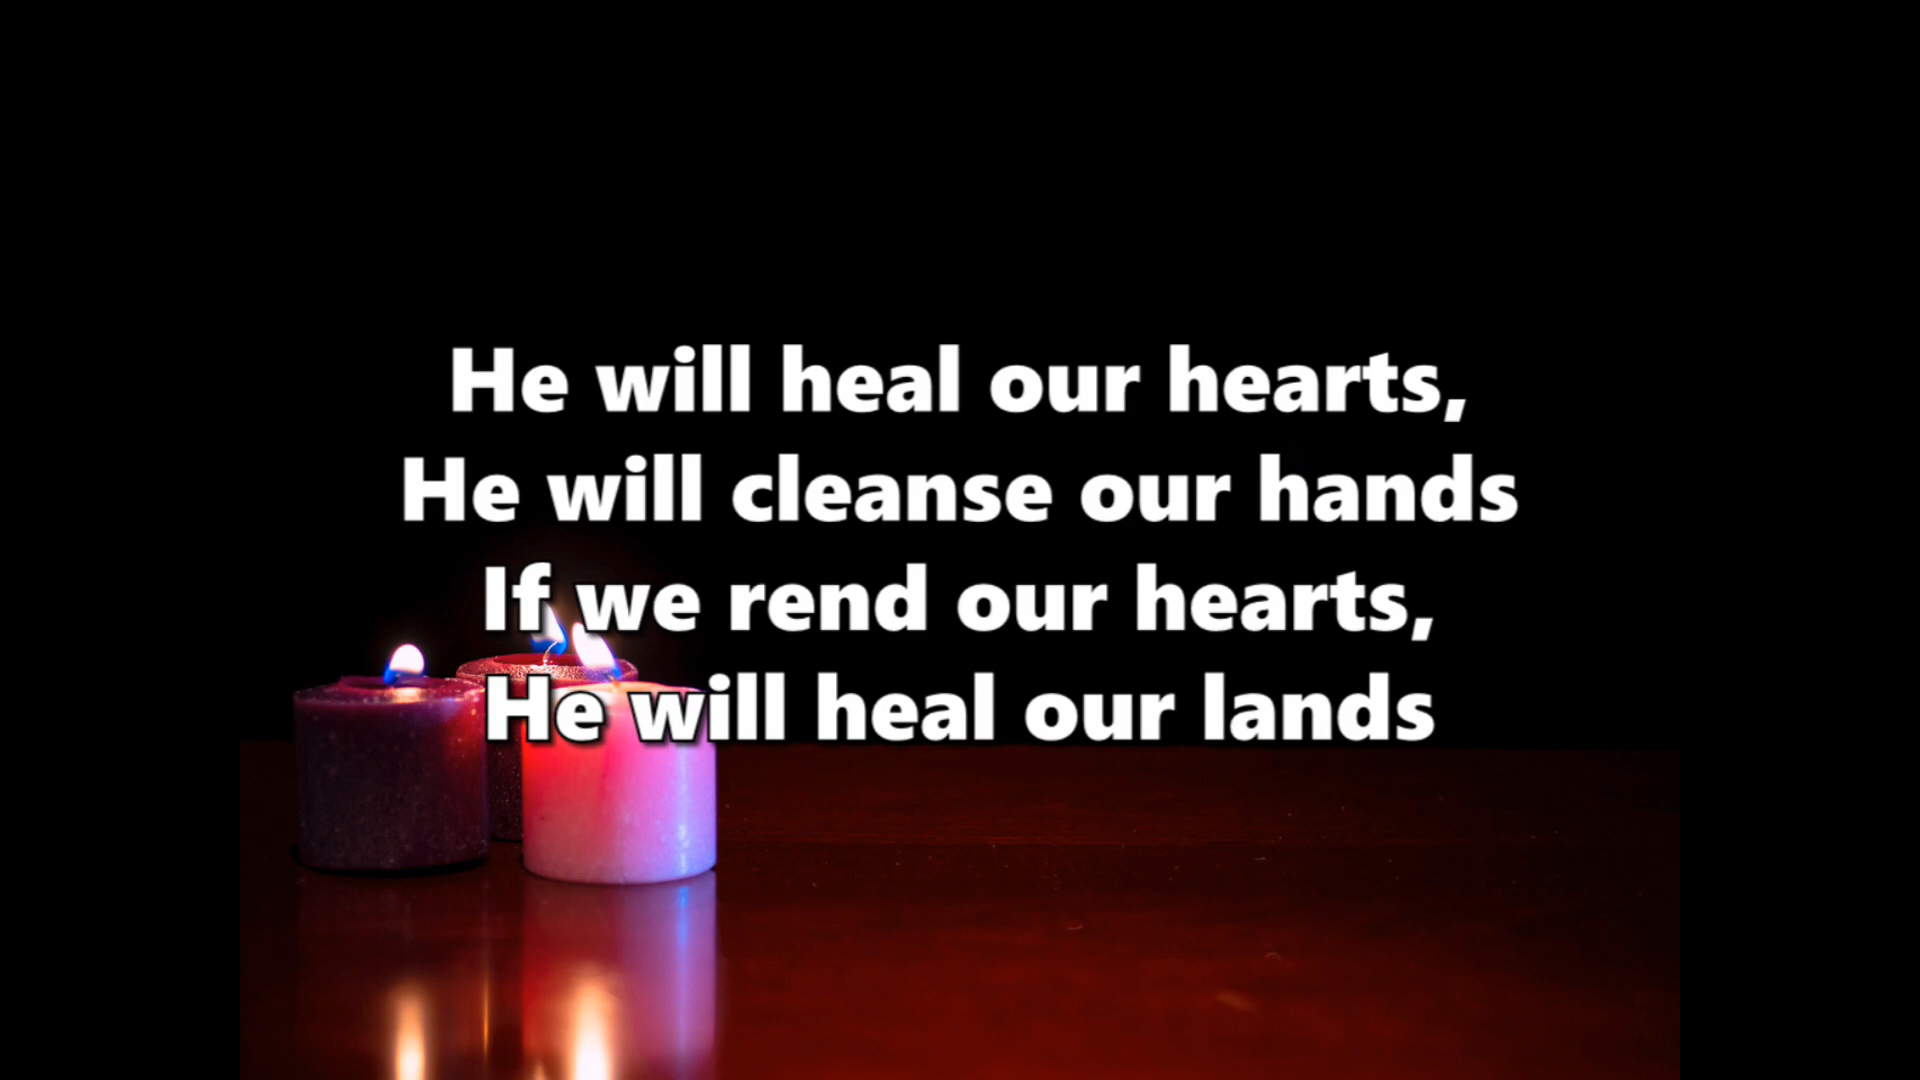 He will heal our hearts,
He will cleanse our hands
If we rend our hearts,
He will heal our lands